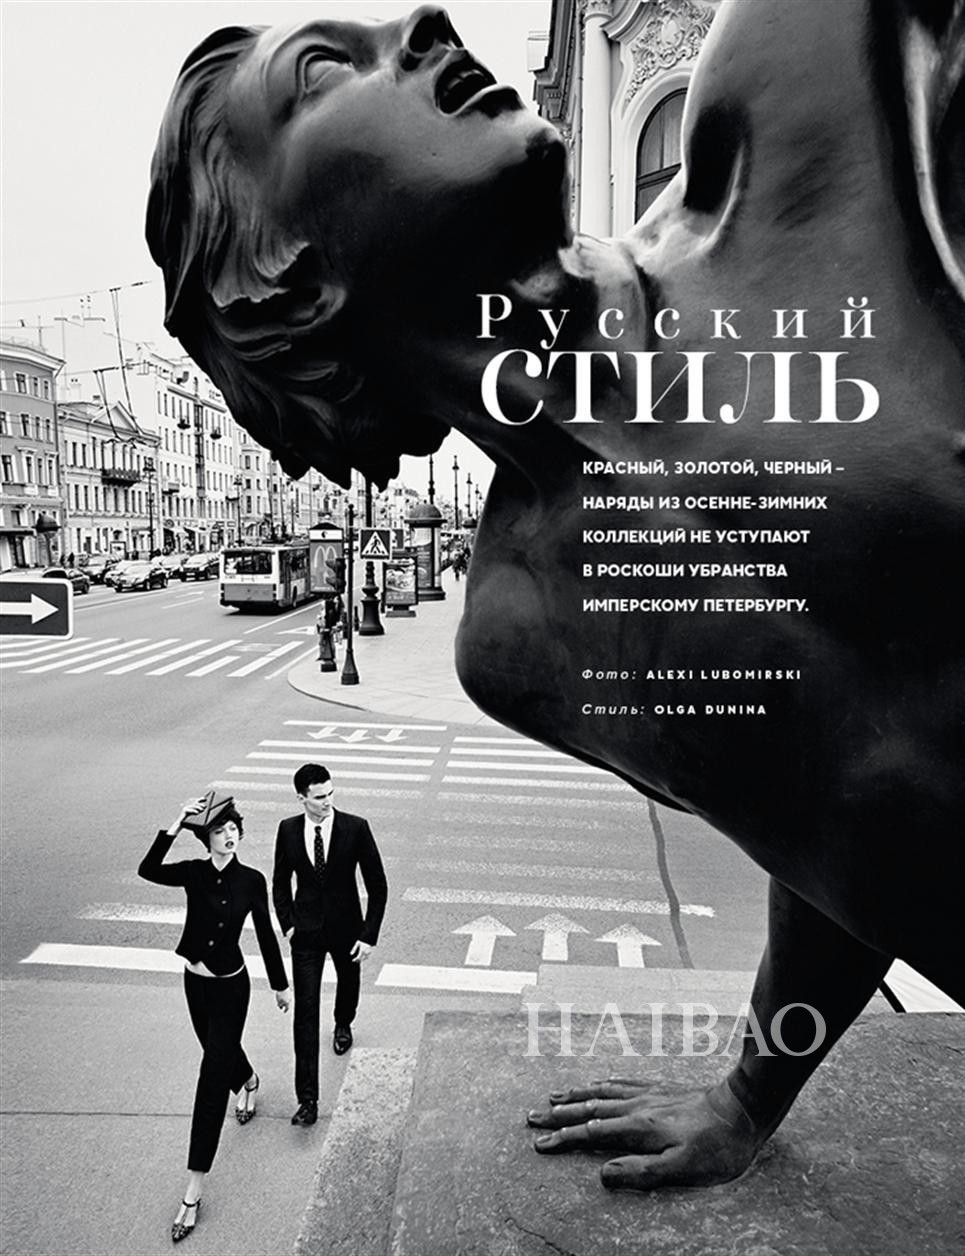 Русский
СТИЛЬ
КРАСНЫЙ, ЗОЛОТОЙ, ЧЕРНЫЙ –
НАРЯДЫ ИЗ ОСЕННЕ-ЗИМНИХ
КОЛЛЕКЦИЙ НЕ УСТУПАЮТ
В РОСКОШИ УБРАНСТВА
ИМПЕРСКОМУ ПЕТЕРБУРГУ.
Фото: ALEXI LUBOMIRSKI
Стиль: OLGA DUNINA
HAIBAO